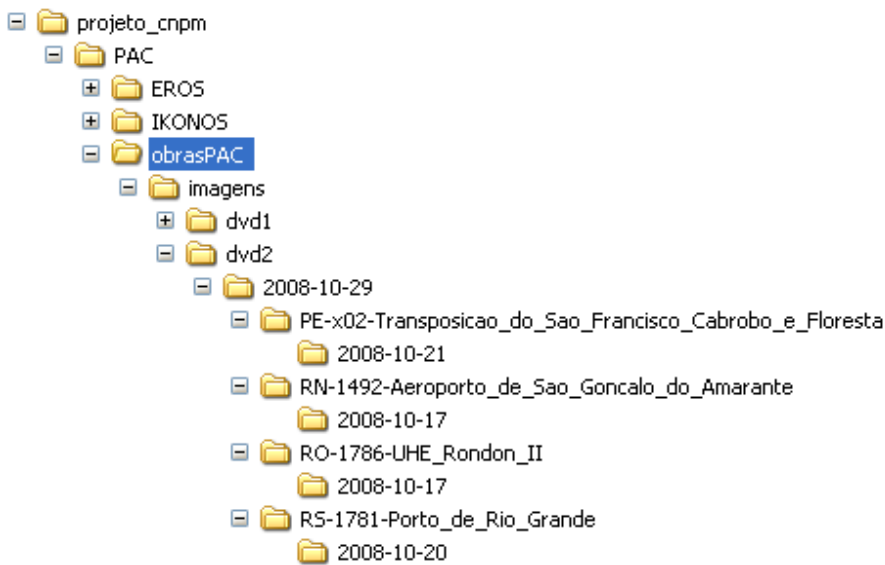 projeto_cnpm
PAC
EROS
IKONOS
obrasPAC
imagens
dvd1
dvd2
2008-10-29
PE-x02-Transposicao_do_Sao_Francisco_Cabrobo_e_Floresta
2008-10-21
RN-1492-Aeroporto_de_Sao_Goncalo_do_Amarante
2008-10-17
RO-1786-UHE_Rondon_II
2008-10-17
RS-1781-Porto_de_Rio_Grande
2008-10-20